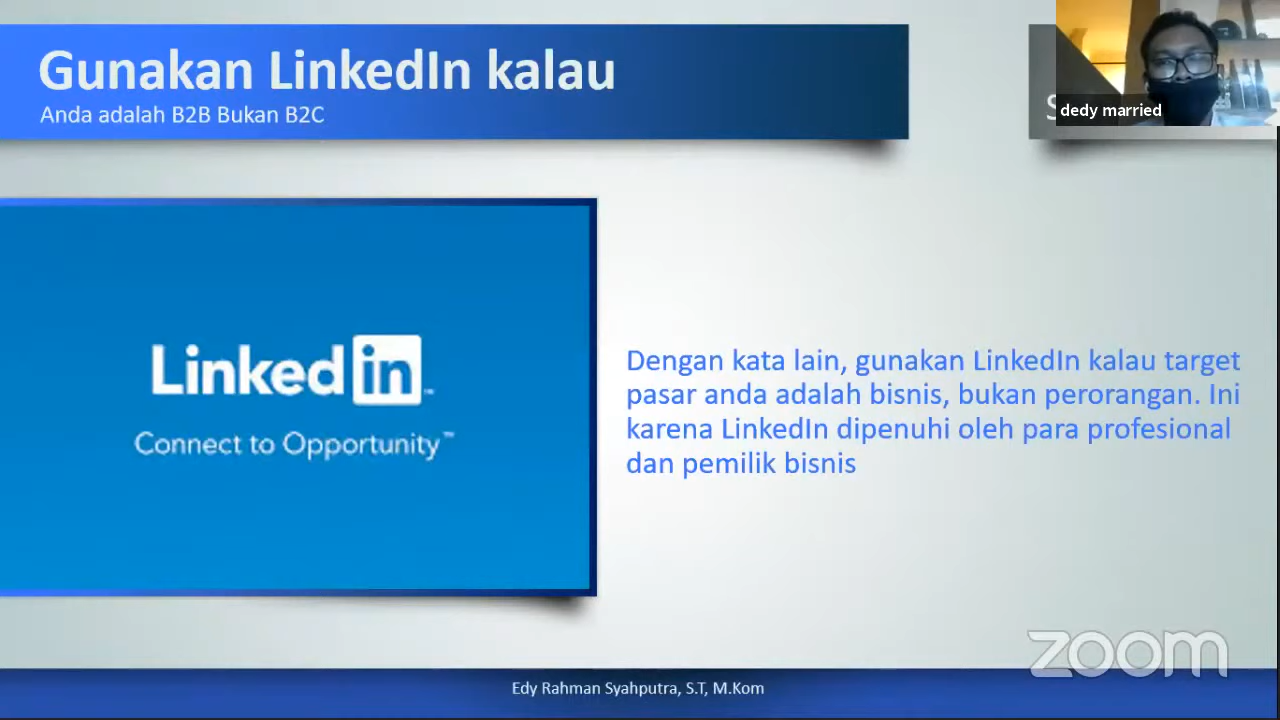 Gunakan LinkedIn kalau
Anda adalah B2B Bukan B2C
dedy married
Linked in
Connect to Opportunity™
Dengan kata lain, gunakan LinkedIn kalau target
pasar anda adalah bisnis, bukan perorangan. Ini
karena LinkedIn dipenuhi oleh para profesional
dan pemilik bisnis
zoom
Edy Rahman Syahputra, S.T, M.Kom